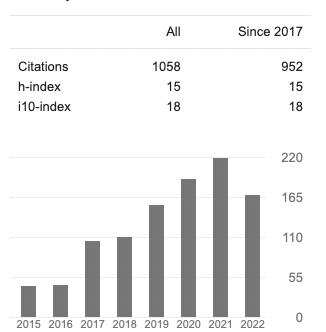 All Since 2017
Citations 1058 952
h-index 15 15
i10-index 18 18
220
165
110
55
0
2015 2016 2017 2018 2019 2020 2021 2022